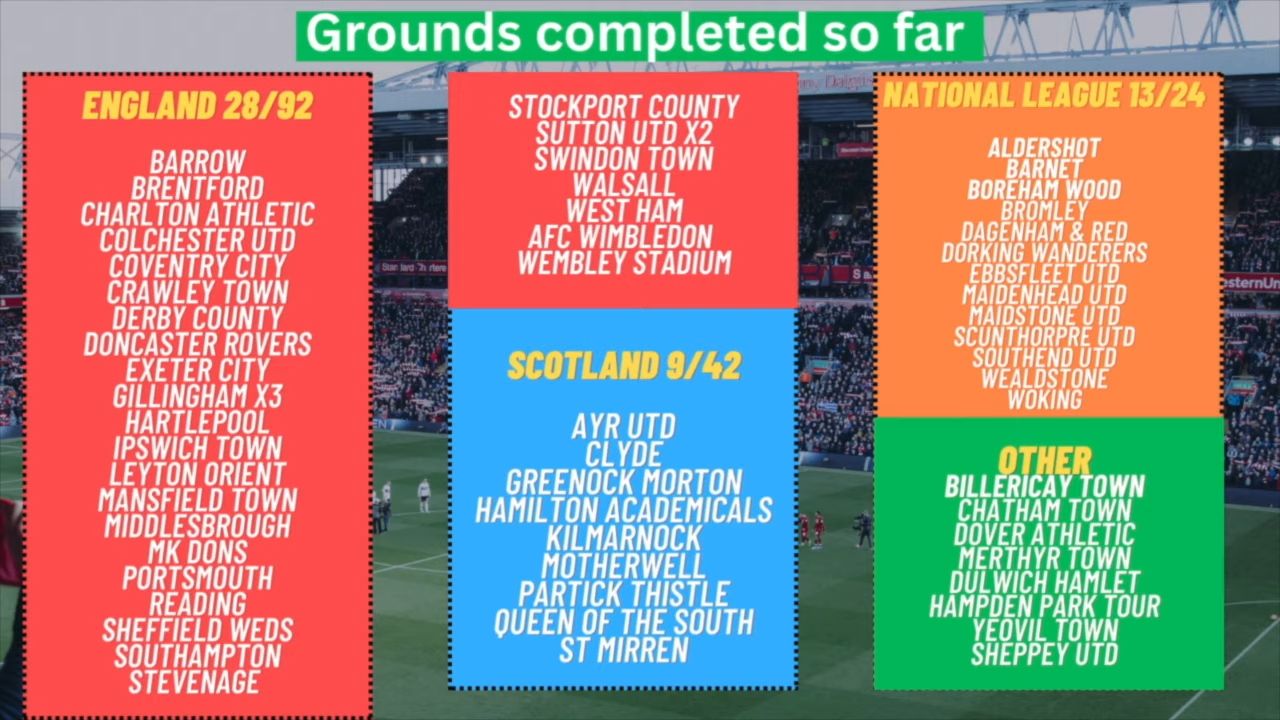 Grounds completed so far
ENGLAND 28/92
BARROW
BRENTFORD
CHARLTON ATHLETIC
COLCHESTER UTD
COVENTRY CITY
CRAWLEY TOWN
DERBY COUNTY
DONCASTER ROVERS
EXETER CITY
GILLINGHAM X3
HARTLEPOOL
IPSWICH TOWN
LEYTON ORIENT
MANSFIELD TOWN
MIDDLESBROUGH
MK DONS
PORTSMOUTH
READING
SHEFFIELD WEDS
SOUTHAMPTON
STEVENAGE
STOCKPORT COUNTY
SUTTON UTD X2
SWINDON TOWN
WALSALL
WEST HAM
AFC WIMBLEDON
WEMBLEY STADIUM
SCOTLAND 9/42
AYR UTD
CLYDE
GREENOCK MORTON
HAMILTON ACADEMICALS
KILMARNOCK
MOTHERWELL
PARTICK THISTLE
QUEEN OF THE SOUTH
ST MIRREN
NATIONAL LEAGUE 13/24
ALDERSHOT
BARNET
BOREHAM WOOD
BROMLEY
DAGENHAM & RED
DORKING WANDERERS
EBBSFLEET UTD
MAIDENHEAD UTD
MAIDSTONE UTD
SCUNTHORPRE UTD
SOUTHEND UTD
WEALDSTONE
WOKING
OTHER
BILLERICAY TOWN
CHATHAM TOWN
DOVER ATHLETIC
MERTHYR TOWN
DULWICH HAMLET
HAMPDEN PARK TOUR
YEOVIL TOWN
SHEPPEY UTD